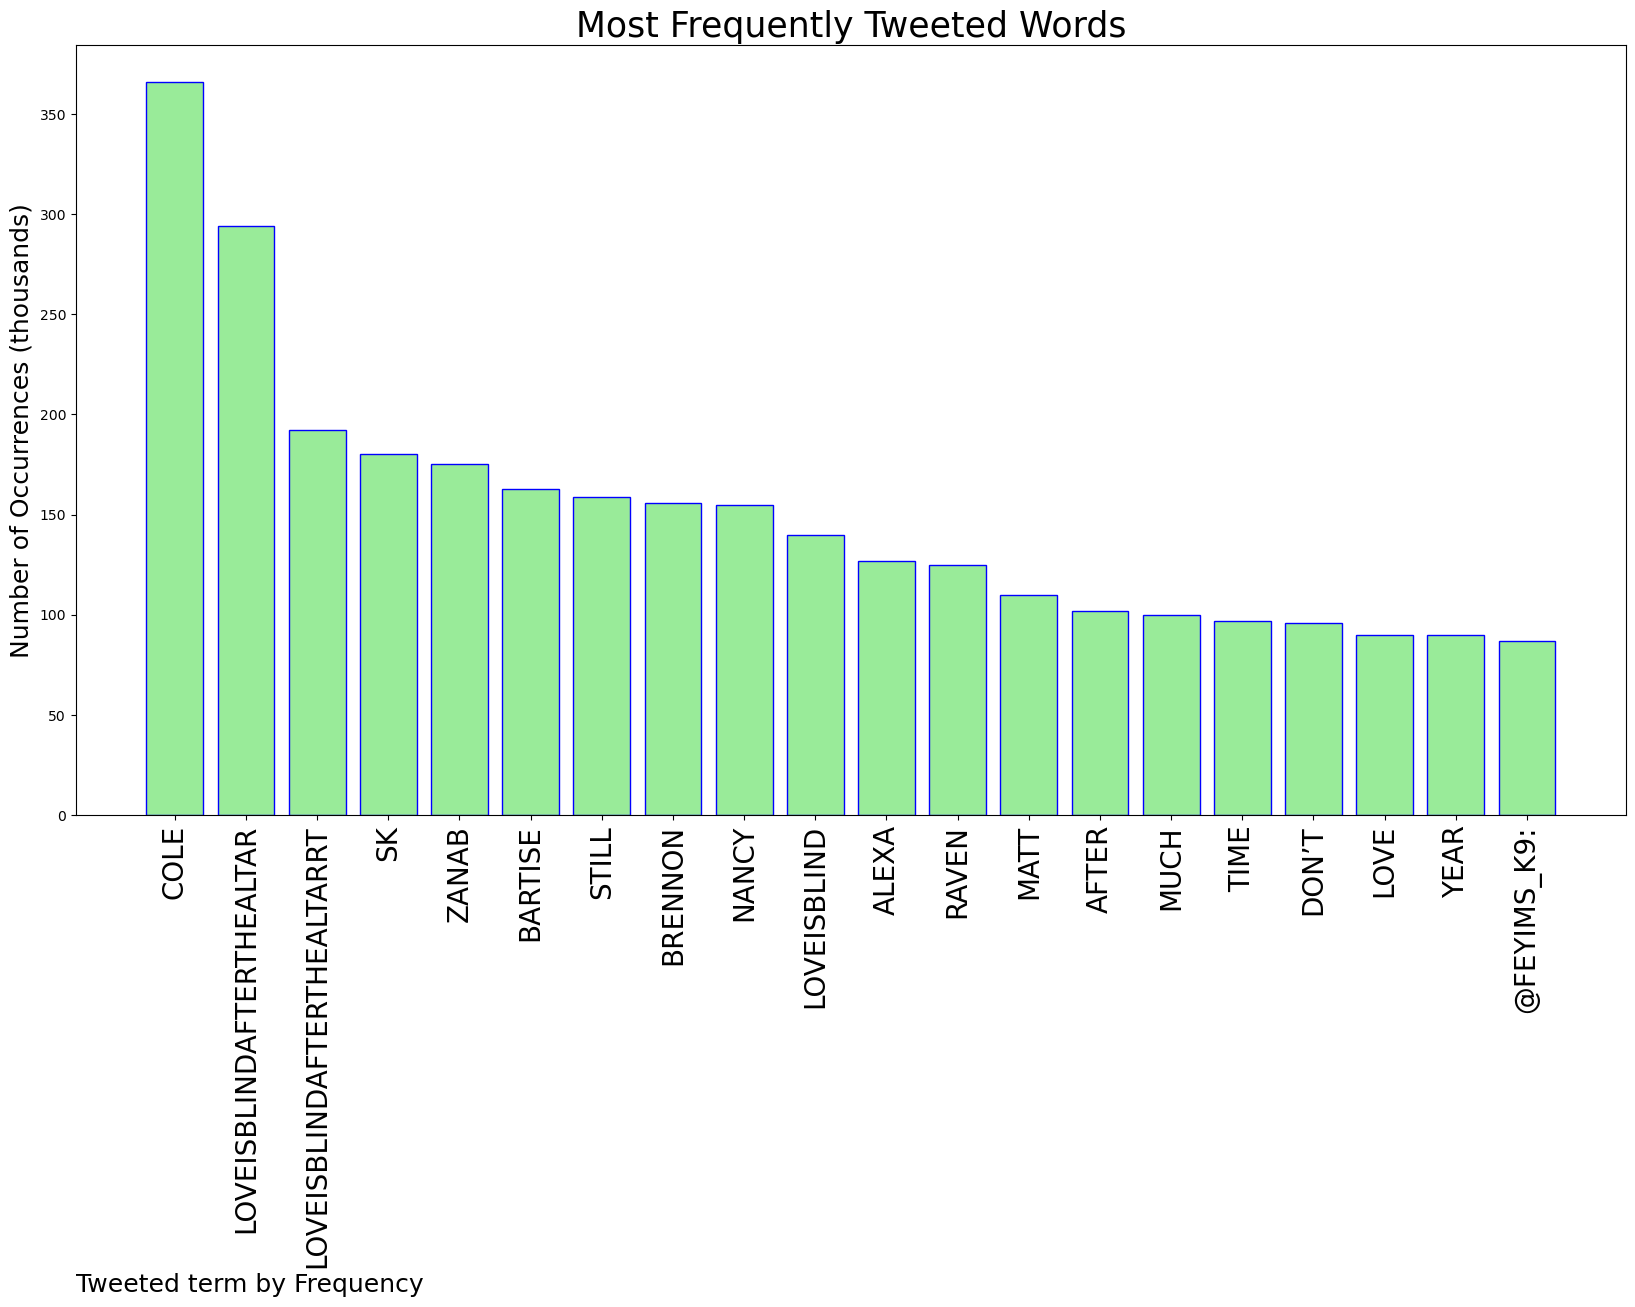 Most Frequently Tweeted Words
Number of Occurrences (thousands)
350
300
250
200
150
100
50
0
COLE
LOVEISBLINDAFTERTHEALTAR
LOVEISBLINDAFTERTHEALTARRT
SK
ZANAB
BARTISE
STILL
BRENNON
NANCY
LOVEISBLIND
ALEXA
RAVEN
MATT
AFTER
MUCH
TIME
DON’T
LOVE
YEAR
@FEYIMS_K9:
Tweeted term by Frequency